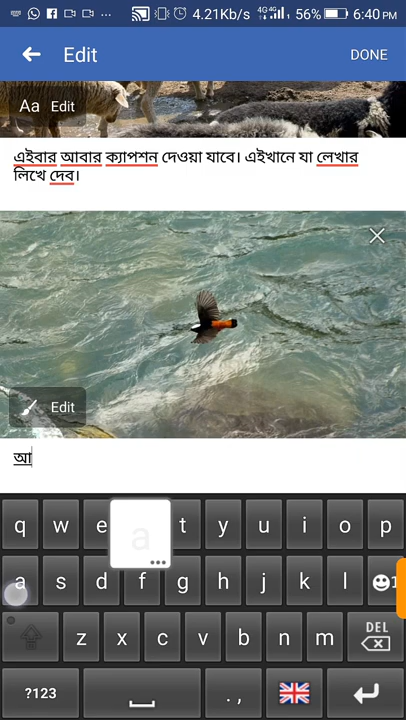 4.21Kb/s 4G 4G 56% 6:40 PM
Edit DONE
Aa Edit
এইবার আবার ক্যাপশন দেওয়া যাবে। এইখানে যা লেখার
লিখে দেব।
Edit
আ
q w e t y u i o p
a
a s d f g h j k l
z x c v b n m DEL
?123 . ,